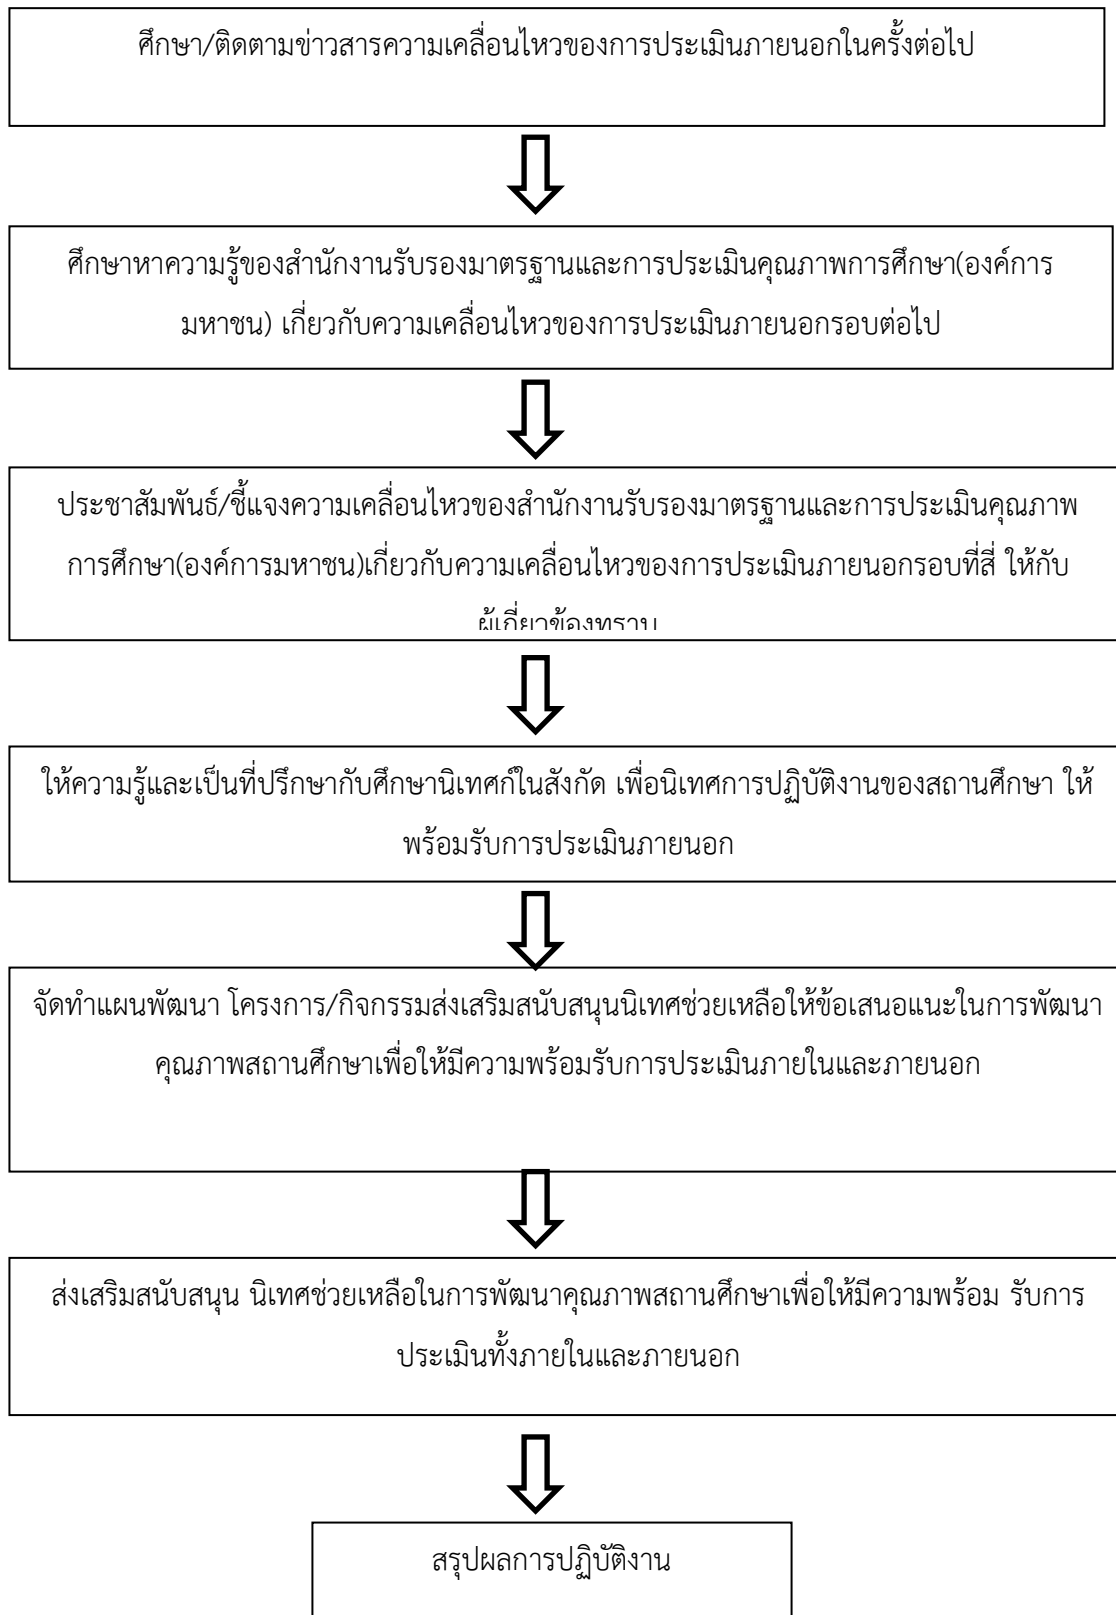 ศึกษา/ติดตามข่าวสารความเคลื่อนไหวของการประเมินภายนอกในครั้งต่อไป
ศึกษาหาความรู้ของสำนักงานรับรองมาตรฐานและการประเมินคุณภาพการศึกษา(องค์การ
มหาชน) เกี่ยวกับความเคลื่อนไหวของการประเมินภายนอกรอบต่อไป
ประชาสัมพันธ์/ชี้แจงความเคลื่อนไหวของสำนักงานรับรองมาตรฐานและการประเมินคุณภาพ
การศึกษา(องค์การมหาชน)เกี่ยวกับความเคลื่อนไหวของการประเมินภายนอกรอบที่สี่ ให้กับ
ผู้เกี่ยวข้องทราบ
ให้ความรู้และเป็นที่ปรึกษากับศึกษานิเทศก์ในสังกัด เพื่อนิเทศการปฏิบัติงานของสถานศึกษา ให้
พร้อมรับการประเมินภายนอก
จัดทำแผนพัฒนา โครงการ/กิจกรรมส่งเสริมสนับสนุนนิเทศช่วยเหลือให้ข้อเสนอแนะในการพัฒนา
คุณภาพสถานศึกษาเพื่อให้มีความพร้อมรับการประเมินภายในและภายนอก
ส่งเสริมสนับสนุน นิเทศช่วยเหลือในการพัฒนาคุณภาพสถานศึกษาเพื่อให้มีความพร้อม รับการ
ประเมินทั้งภายในและภายนอก
สรุปผลการปฏิบัติงาน